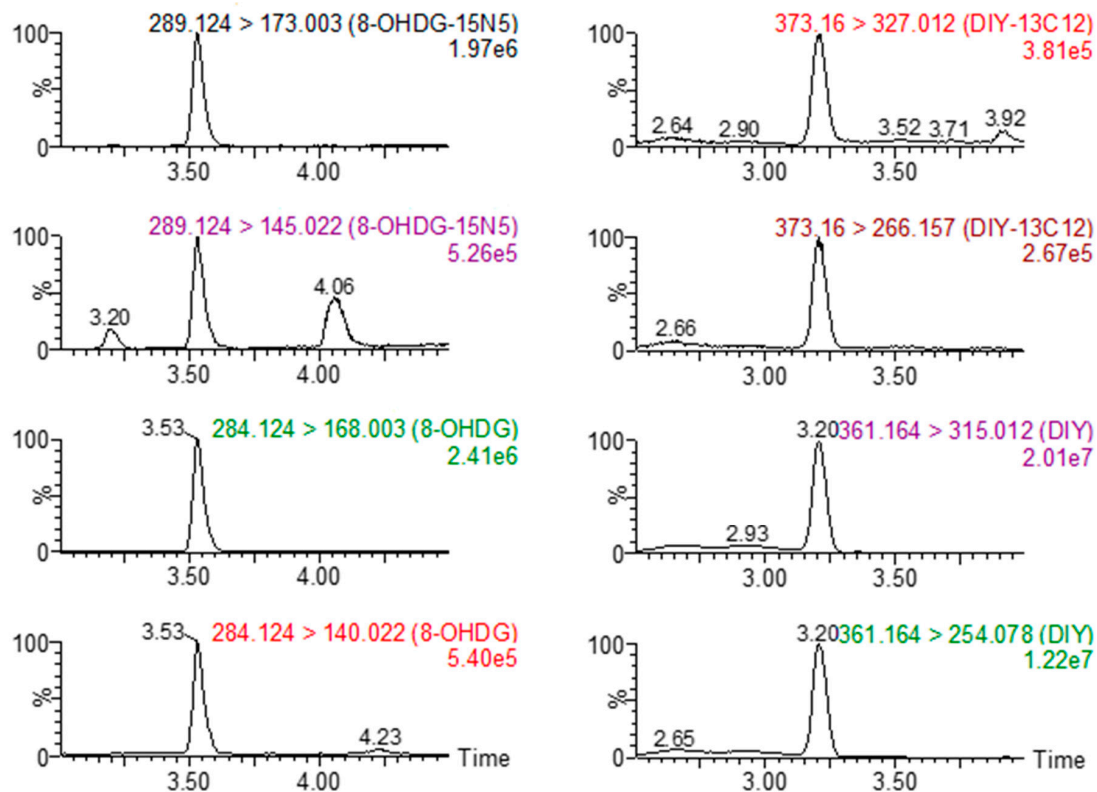 289.124 > 173.003 (8-OHDG-15N5)
1.97e6
100
%
0
3.50 4.00
373.16 > 327.012 (DIY-13C12)
3.81e5
100
%
2.64 2.90 3.52 3.71 3.92
0
3.00 3.50
289.124 > 145.022 (8-OHDG-15N5)
5.26e5
100
%
3.20 4.06
0
3.50 4.00
373.16 > 266.157 (DIY-13C12)
2.67e5
100
%
2.66
0
3.00 3.50
3.53 284.124 > 168.003 (8-OHDG)
2.41e6
100
%
0
3.50 4.00
3.20 361.164 > 315.012 (DIY)
2.01e7
100
%
2.93
0
3.00 3.50
3.53 284.124 > 140.022 (8-OHDG)
5.40e5
100
%
4.23
0 Time
3.50 4.00
3.20 361.164 > 254.078 (DIY)
1.22e7
100
%
2.65
0 Time
3.00 3.50